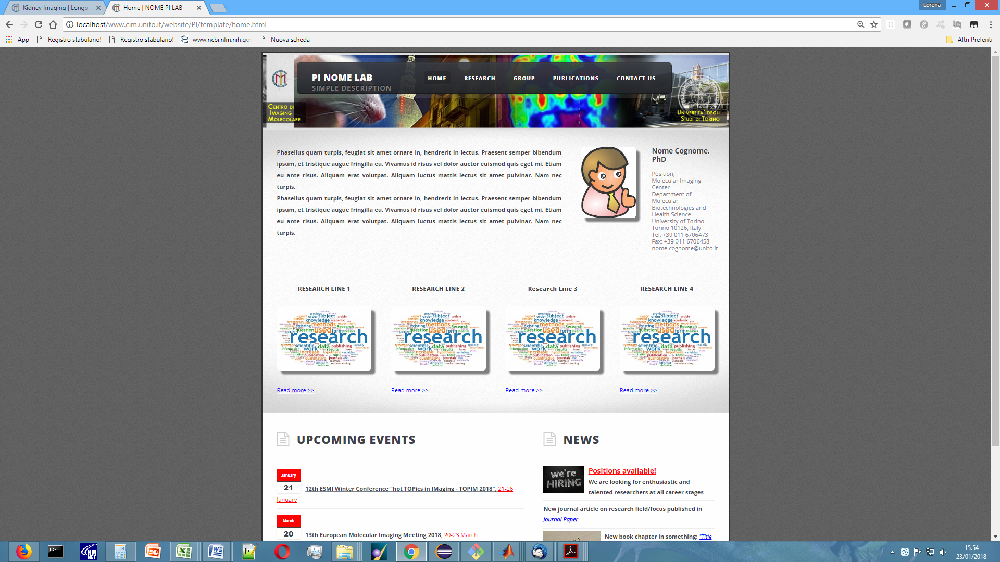 Kidney Imaging | Longo
Home | NOME PI LAB
Lorena
localhost/www.cim.unito.it/website/PI/template/home.html
App
Registro stabulario!
Registro stabulario!
www.ncbi.nlm.nih.gov
Nuova scheda
Altri Preferiti
PI NOME LAB
SIMPLE DESCRIPTION
HOME
RESEARCH
GROUP
PUBLICATIONS
CONTACT US
CENTRO DI
IMAGING
MOLECOLARE
UNIVERSITA' DEGLI
STUDI DI TORINO
Phasellus quam turpis, feugiat sit amet ornare in, hendrerit in lectus. Praesent semper bibendum
ipsum, et tristique augue fringilla eu. Vivamus id risus vel dolor auctor euismod quis eget mi. Etiam
eu ante risus. Aliquam erat volutpat. Aliquam luctus mattis lectus sit amet pulvinar. Nam nec
turpis.
Phasellus quam turpis, feugiat sit amet ornare in, hendrerit in lectus. Praesent semper bibendum
ipsum, et tristique augue fringilla eu. Vivamus id risus vel dolor auctor euismod quis eget mi. Etiam
eu ante risus. Aliquam erat volutpat. Aliquam luctus mattis lectus sit amet pulvinar. Nam nec
turpis.
Nome Cognome,
PhD
Position,
Molecular Imaging
Center
Department of
Molecular
Biotechnologies and
Health Science
University of Torino
Torino 10126, Italy
Tel: +39 011 6706473
Fax: +39 011 6706458
nome.cognome@unito.it
RESEARCH LINE 1
RESEARCH LINE 2
Research Line 3
RESEARCH LINE 4
research
research
research
research
Read more >>
Read more >>
Read more >>
Read more >>
UPCOMING EVENTS
January
21
12th ESMI Winter Conference "hot TOPics in IMaging - TOPIM 2018", 21-26
January
March
20
13th European Molecular Imaging Meeting 2018, 20-23 March
NEWS
we're
HIRING
Positions available!
We are looking for enthusiastic and
talented researchers at all career stages
New journal article on research field/focus published in
Journal Paper
New book chapter in something: "Title
15.54
23/01/2018